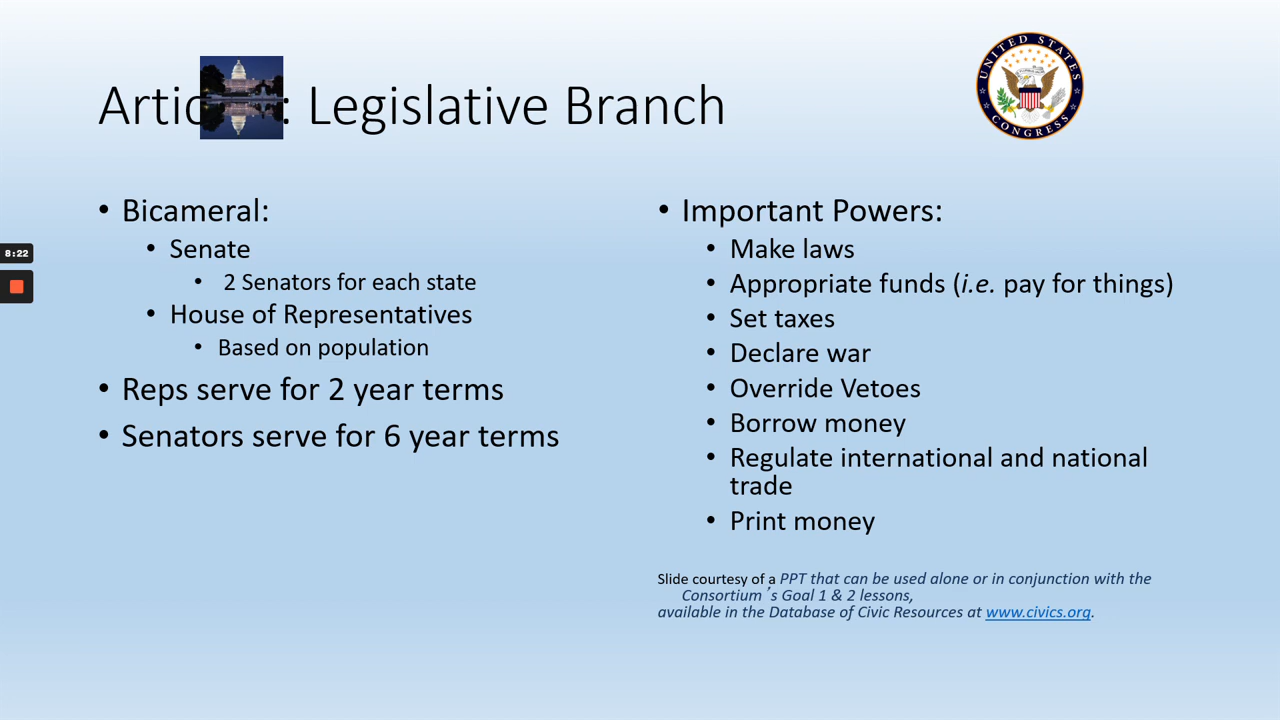 Artic : Legislative Branch
UNITED STATES CONGRESS
• Bicameral:
• Senate
• 2 Senators for each state
• House of Representatives
• Based on population
• Reps serve for 2 year terms
• Senators serve for 6 year terms
8:22
• Important Powers:
• Make laws
• Appropriate funds (i.e. pay for things)
• Set taxes
• Declare war
• Override Vetoes
• Borrow money
• Regulate international and national
trade
• Print money
Slide courtesy of a PPT that can be used alone or in conjunction with the
Consortium's Goal 1 & 2 lessons,
available in the Database of Civic Resources at www.civics.org.